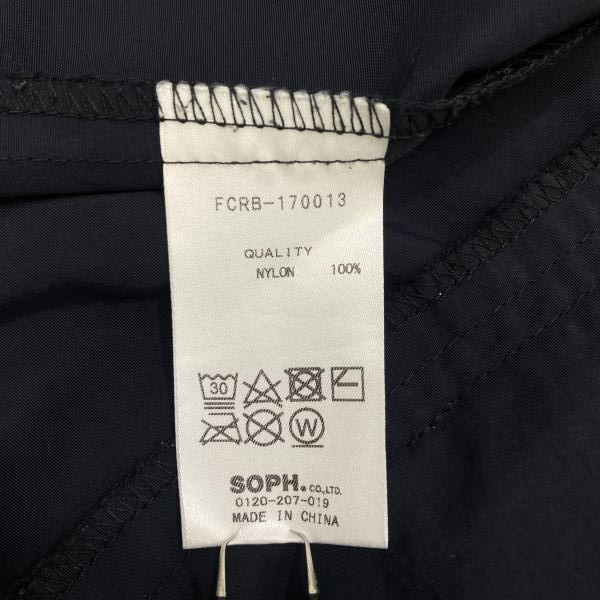 FCRB-170013
QUALITY
NYLON 100%
30
W
SOPH.CO.,LTD.
0120-207-019
MADE IN CHINA